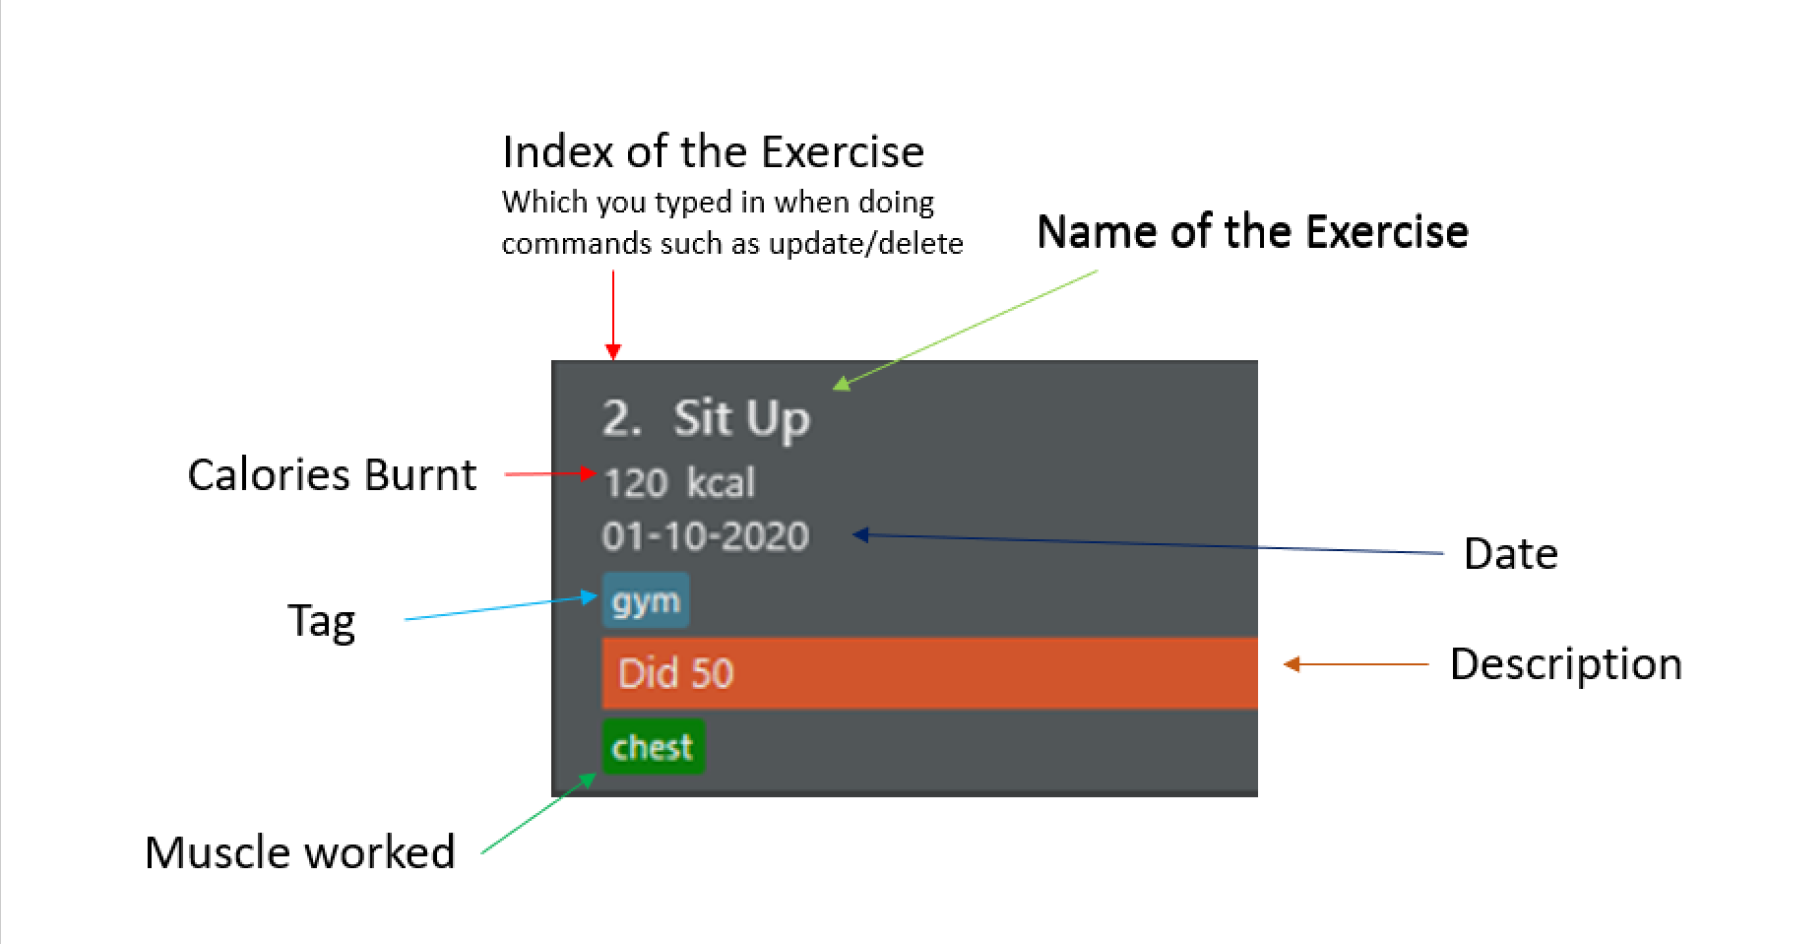 Index of the Exercise
Which you typed in when doing
commands such as update/delete
Name of the Exercise
2. Sit Up
Calories Burnt
120 kcal
01-10-2020
Date
Tag
gym
Did 50
Description
chest
Muscle worked